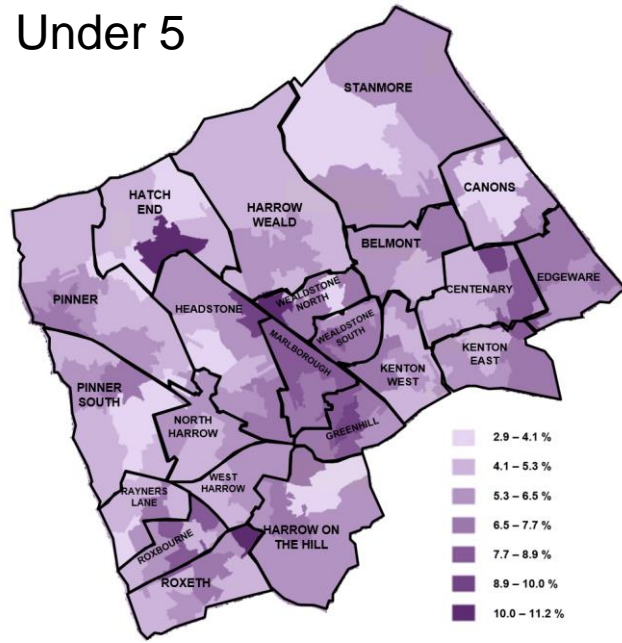 Under 5
STANMORE
CANONS
HATCH
END
HARROW
WEALD
BELMONT
EDGEWARE
PINNER
HEADSTONE
WEALDSTONE
NORTH
CENTENARY
WEALDSTONE
SOUTH
MARLBOROUGH
KENTON
EAST
KENTON
WEST
PINNER
SOUTH
NORTH
HARROW
GREENHILL
WEST
HARROW
RAYNERS
LANE
HARROW ON
THE HILL
ROXBOURNE
ROXETH
2.9 – 4.1 %
4.1 – 5.3 %
5.3 – 6.5 %
6.5 – 7.7 %
7.7 – 8.9 %
8.9 – 10.0 %
10.0 – 11.2 %